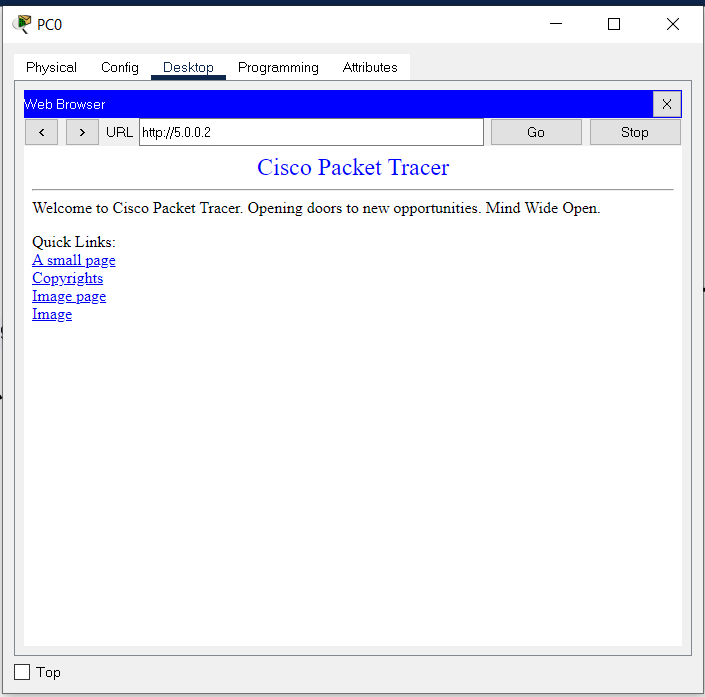 PC0
Physical Config Desktop Programming Attributes
Web Browser X
< > URL http://5.0.0.2 Go Stop
Cisco Packet Tracer
Welcome to Cisco Packet Tracer. Opening doors to new opportunities. Mind Wide Open.
Quick Links:
A small page
Copyrights
Image page
Image
Top